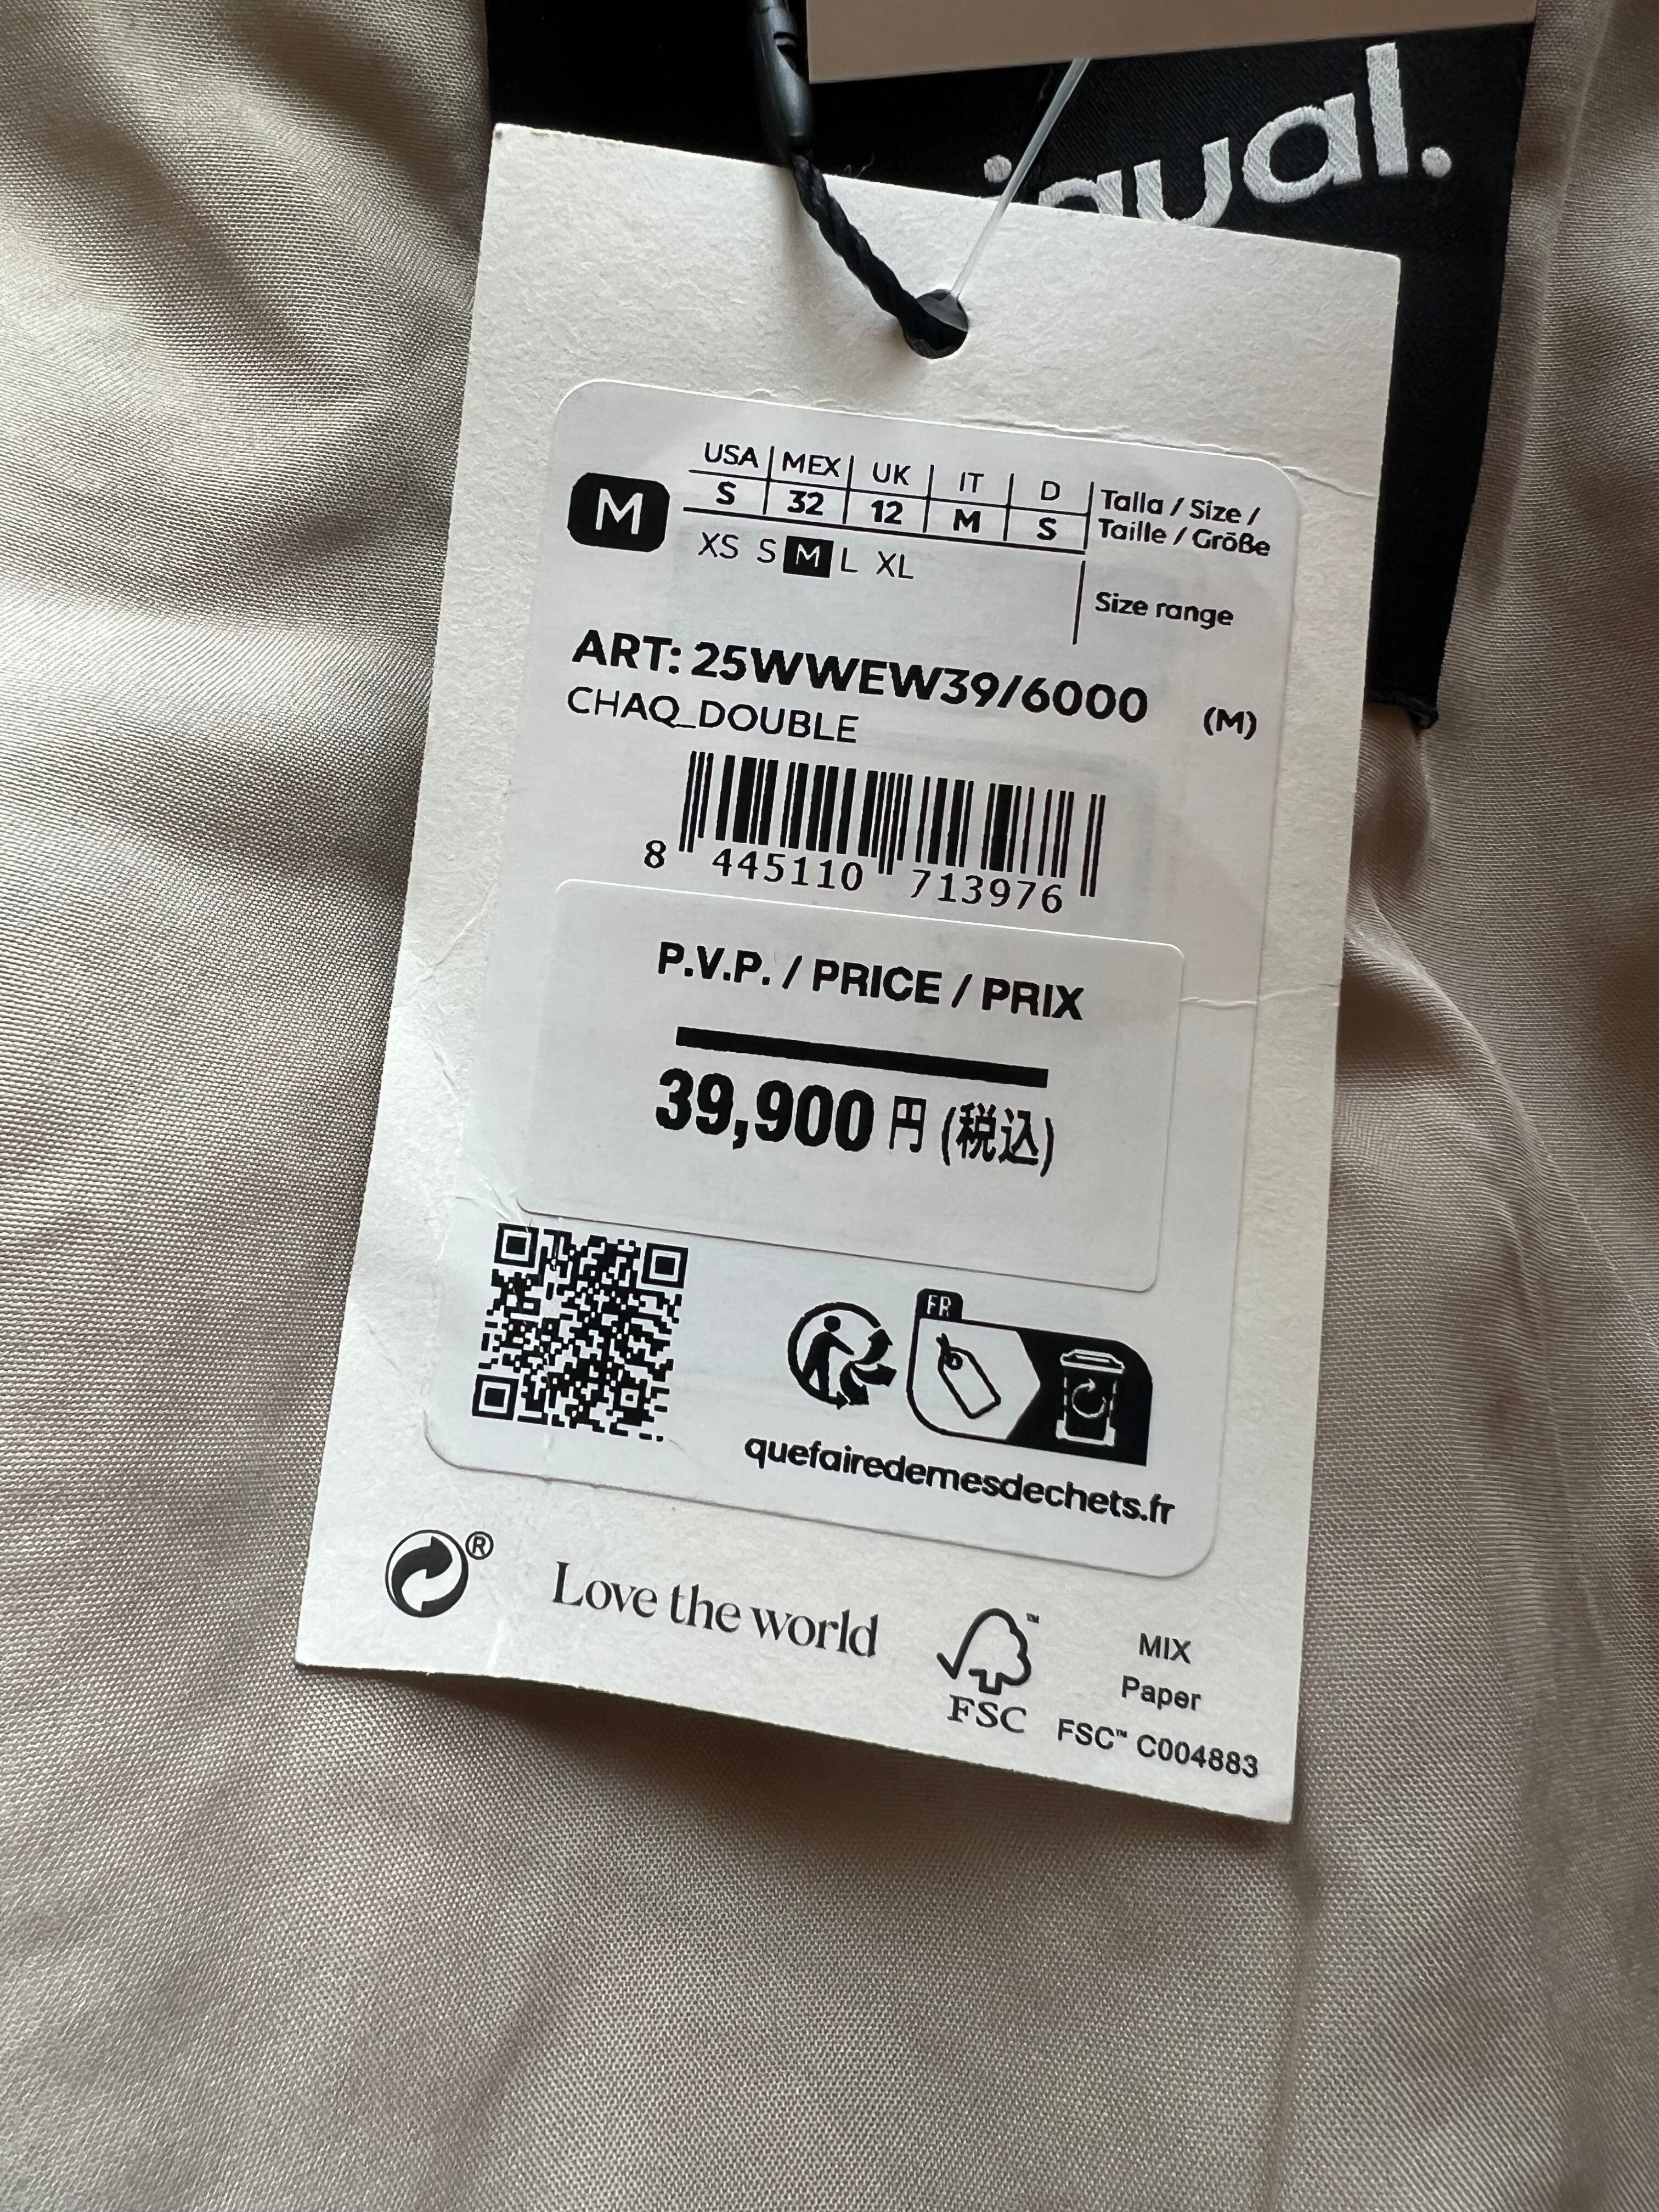 igual.
M
USA MEX UK IT D
S 32 12 M S
Talla / Size /
Taille / Größe
XS S M L XL
Size range
ART: 25WWEW39/6000 (M)
CHAQ_DOUBLE
8 445110 713976
P.V.P. / PRICE / PRIX
39,900円(税込)
FR
quefairedemesdechets.fr
®
Love the world
™
FSC
MIX
Paper
FSC™ C004883